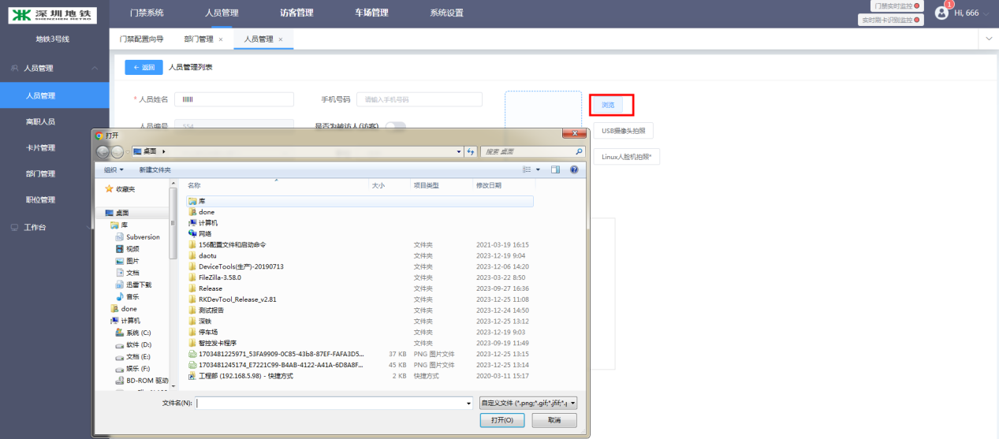 深圳地铁
SHENZHEN METRO
门禁系统 人员管理 访客管理 车场管理 系统设置
门禁实时监控
实时刷卡识别监控
1
Hi, 666
地铁3号线
门禁配置向导 部门管理 × 人员管理 ×
人员管理
人员管理
离职人员
卡片管理
部门管理
职位管理
工作台
← 返回 人员管理列表
* 人员姓名 llllll 手机号码 请输入手机号码
浏览
人员编号 554 是否为被访人(访客)
USB摄像头拍照
Linux人脸机拍照*
打开
桌面
搜索 桌面
组织 新建文件夹
收藏夹
桌面
库
Subversion
视频
图片
文档
迅雷下载
音乐
done
计算机
系统 (C:)
软件 (D:)
文档 (E:)
娱乐 (F:)
BD-ROM 驱动
名称 大小 项目类型 修改日期
库
done
计算机
网络
156配置文件和启动命令 文件夹 2021-03-19 16:15
daotu 文件夹 2023-12-19 9:04
DeviceTools(生产)-20190713 文件夹 2023-12-06 14:20
FileZilla-3.58.0 文件夹 2023-03-22 8:50
Release 文件夹 2023-09-27 16:36
RKDevTool_Release_v2.81 文件夹 2023-12-25 11:08
测试报告 文件夹 2023-12-24 14:50
深铁 文件夹 2023-12-25 13:12
停车场 文件夹 2023-12-19 9:03
智控发卡程序 文件夹 2023-09-19 11:49
1703481225971_53FA9909-0C85-43b8-87EF-FAFA3D5... 37 KB PNG 图片文件 2023-12-25 13:15
1703481245174_E7221C99-B4AB-4122-A41A-6D8A8F... 45 KB PNG 图片文件 2023-12-25 13:14
工程部 (192.168.5.98) - 快捷方式 2 KB 快捷方式 2020-03-11 15:17
文件名(N):
自定义文件 (*.png;*.gif;*.jfif;*.p
打开(O) 取消